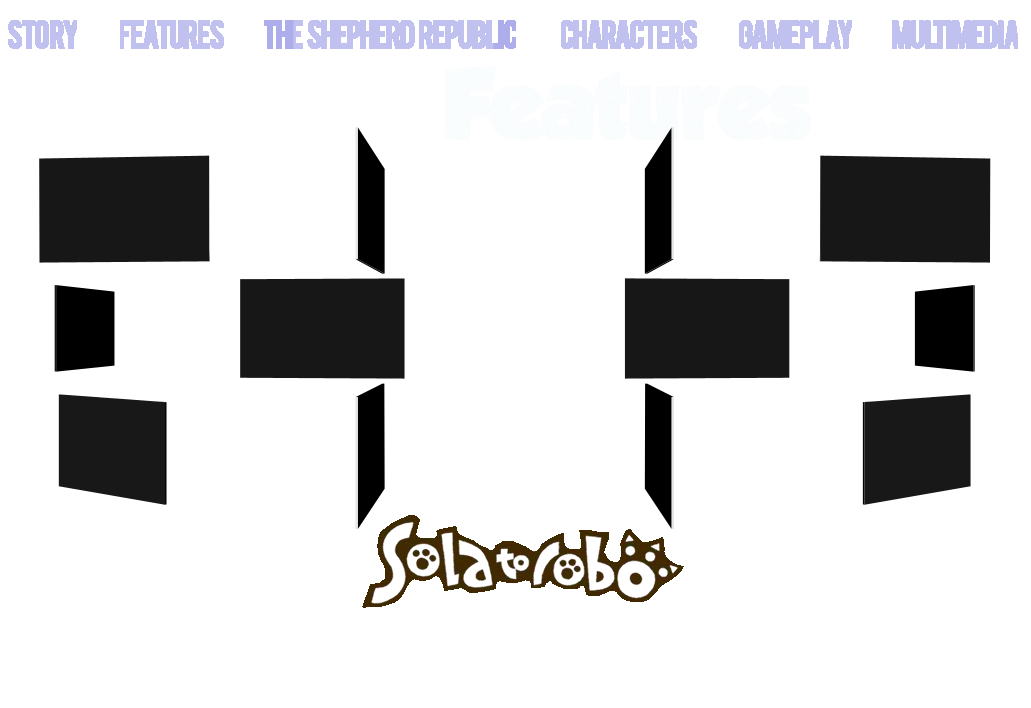 STORY FEATURES THE SHEPHERD REPUBLIC CHARACTERS GAMEPLAY MULTIMEDIA
Features
Solatorobo